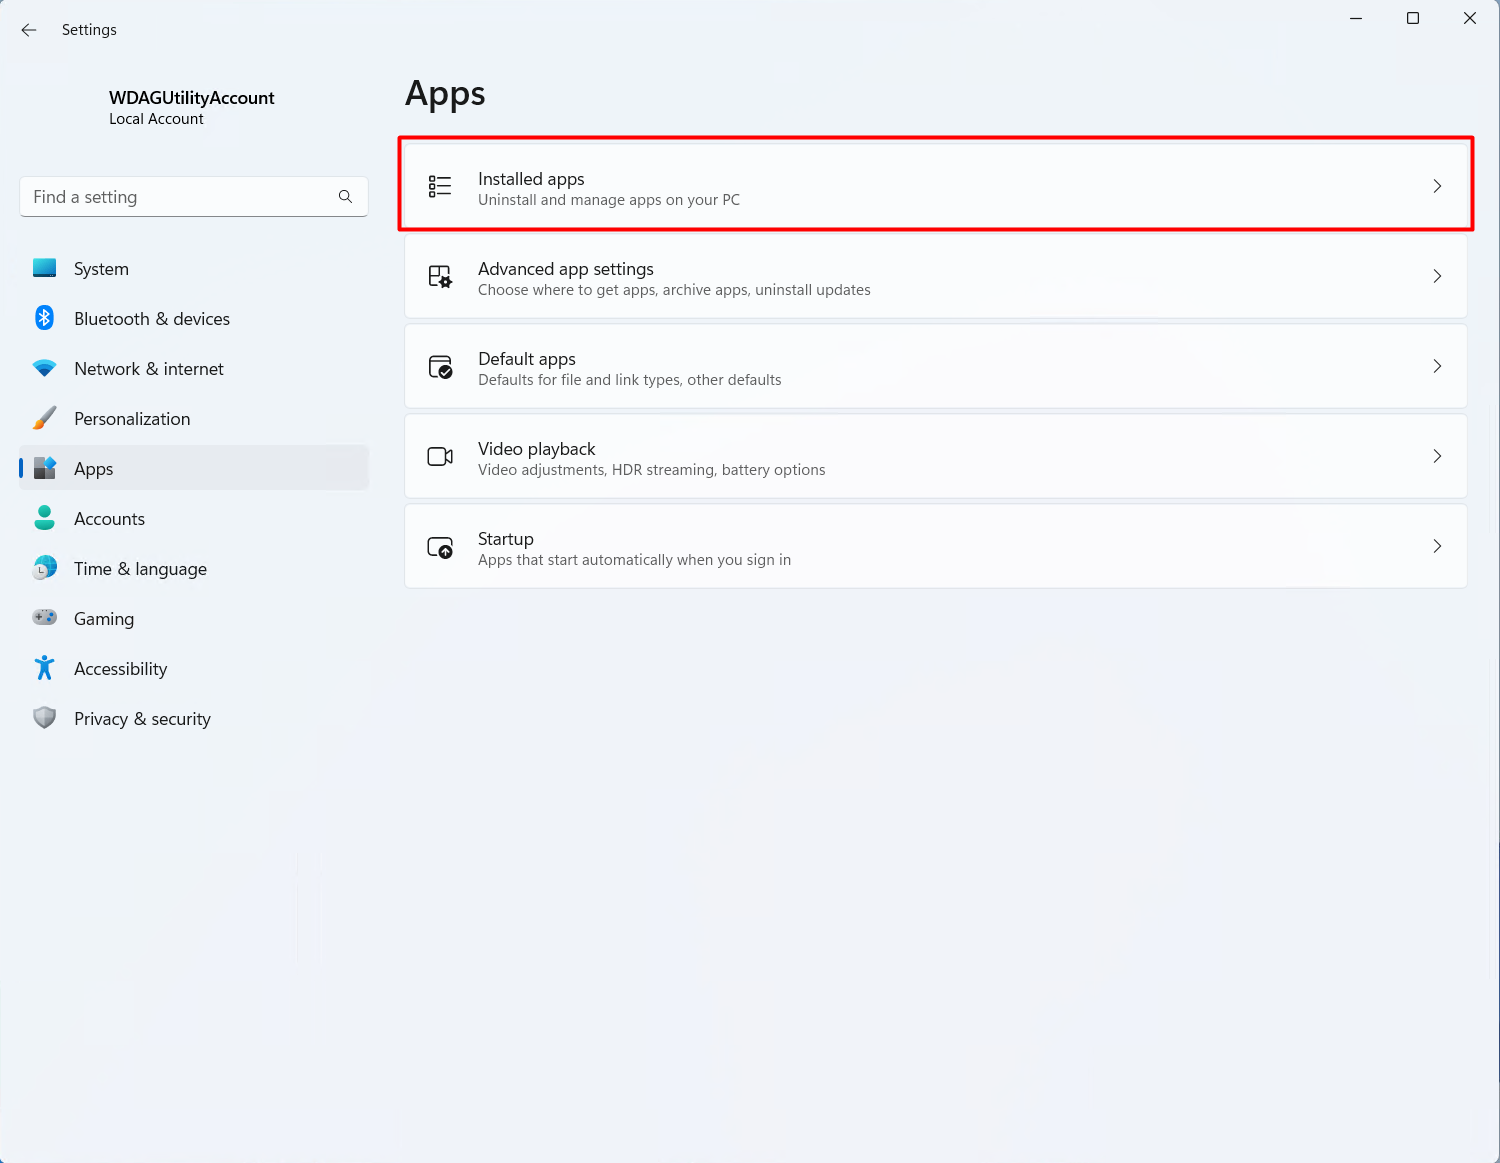 Settings
WDAGUtilityAccount
Local Account
Find a setting
System
Bluetooth & devices
Network & internet
Personalization
Apps
Accounts
Time & language
Gaming
Accessibility
Privacy & security
Apps
Installed apps
Uninstall and manage apps on your PC
Advanced app settings
Choose where to get apps, archive apps, uninstall updates
Default apps
Defaults for file and link types, other defaults
Video playback
Video adjustments, HDR streaming, battery options
Startup
Apps that start automatically when you sign in